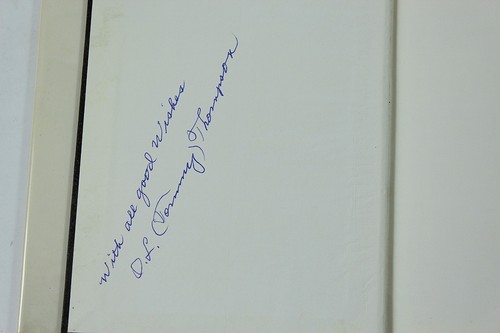 With all good Wishes
O.L. (Tommy) Thompson